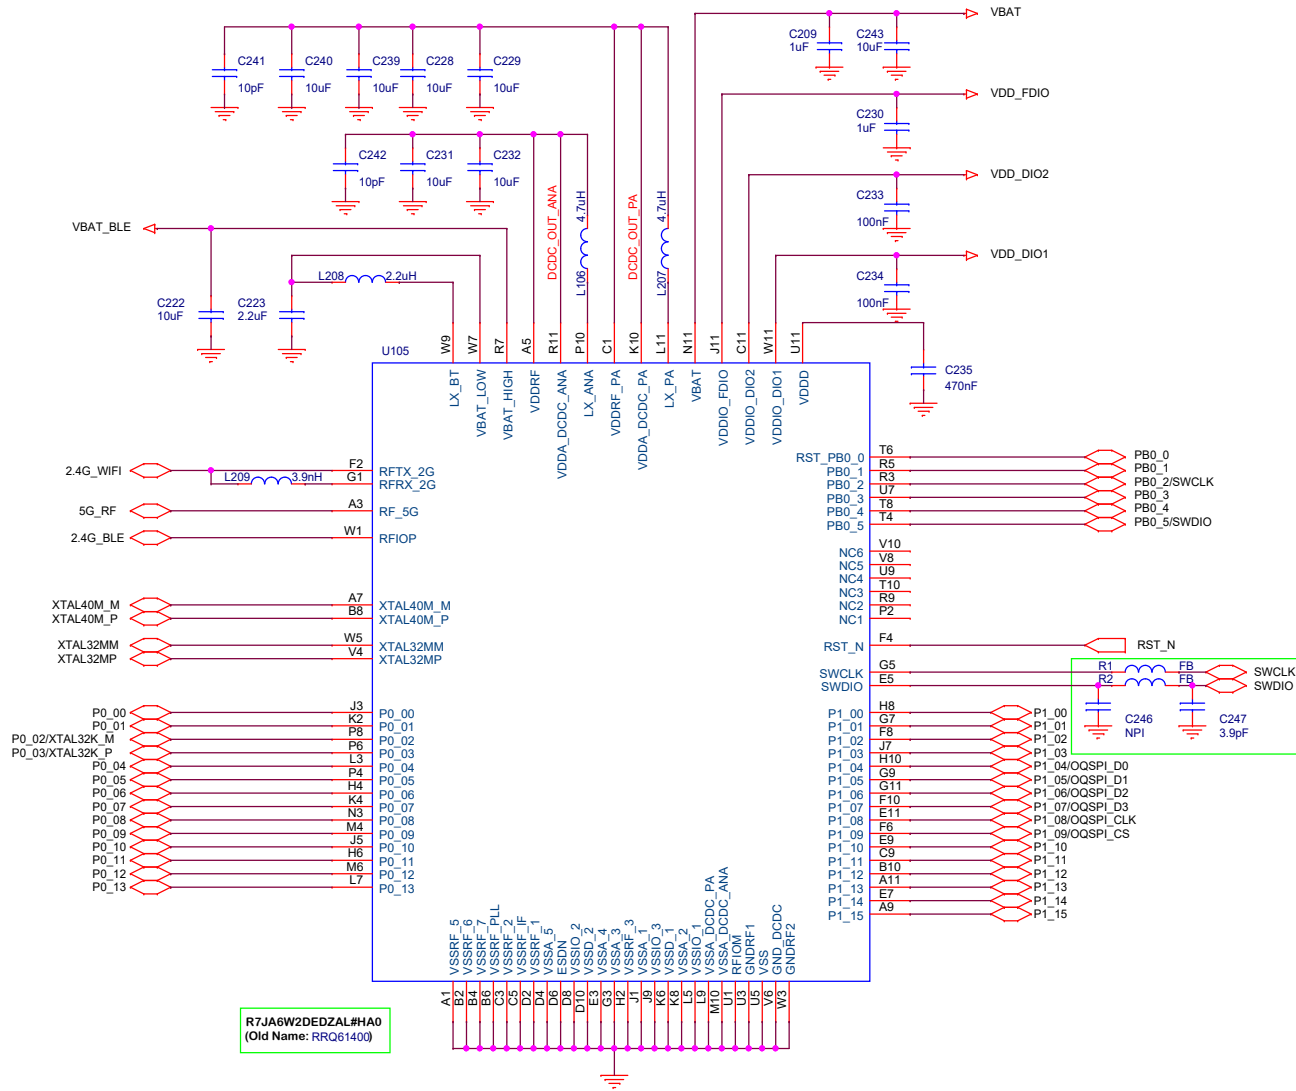 VBAT
C209
1uF
C243
10uF
C241
10pF
C240
10uF
C239
10uF
C228
10uF
C229
10uF
VDD_FDIO
C230
1uF
C242
10pF
C231
10uF
C232
10uF
VDD_DIO2
C233
100nF
DCDC_OUT_ANA
L106
4.7uH
DCDC_OUT_PA
L207
4.7uH
VBAT_BLE
VDD_DIO1
C234
100nF
L208
2.2uH
C222
10uF
C223
2.2uF
C235
470nF
U105
W9
W7
R7
A5
R11
P10
C1
K10
L11
N11
J11
C11
W11
U11
LX_BT
VBAT_LOW
VBAT_HIGH
VDDRF
VDDA_DCDC_ANA
LX_ANA
VDDRF_PA
VDDA_DCDC_PA
LX_PA
VBAT
VDDIO_FDIO
VDDIO_DIO2
VDDIO_DIO1
VDDD
2.4G_WIFI
F2
RFTX_2G
L209
3.9nH
G1
RFRX_2G
5G_RF
A3
RF_5G
2.4G_BLE
W1
RFIOP
XTAL40M_M
A7
XTAL40M_M
XTAL40M_P
B8
XTAL40M_P
XTAL32MM
W5
XTAL32MM
XTAL32MP
V4
XTAL32MP
P0_00
J3
P0_00
P0_01
K2
P0_01
P0_02/XTAL32K_M
P8
P0_02
P0_03/XTAL32K_P
P6
P0_03
P0_04
L3
P0_04
P0_05
P4
P0_05
P0_06
H4
P0_06
P0_07
K4
P0_07
P0_08
N3
P0_08
P0_09
M4
P0_09
P0_10
J5
P0_10
P0_11
H6
P0_11
P0_12
M6
P0_12
P0_13
L7
P0_13
RST_PB0_0
T6
PB0_0
PB0_1
R5
PB0_1
PB0_2
R3
PB0_2/SWCLK
PB0_3
U7
PB0_3
PB0_4
T8
PB0_4
PB0_5
T4
PB0_5/SWDIO
NC6
V10
NC5
V8
NC4
U9
NC3
T10
NC2
R9
NC1
P2
RST_N
F4
RST_N
SWCLK
G5
R1
FB
SWCLK
SWDIO
E5
R2
FB
SWDIO
C246
NPI
C247
3.9pF
P1_00
H8
P1_00
P1_01
G7
P1_01
P1_02
F8
P1_02
P1_03
J7
P1_03
P1_04
H10
P1_04/OQSPI_D0
P1_05
G9
P1_05/OQSPI_D1
P1_06
G11
P1_06/OQSPI_D2
P1_07
F10
P1_07/OQSPI_D3
P1_08
E11
P1_08/OQSPI_CLK
P1_09
F6
P1_09/OQSPI_CS
P1_10
E9
P1_10
P1_11
C9
P1_11
P1_12
B10
P1_12
P1_13
A11
P1_13
P1_14
E7
P1_14
P1_15
A9
P1_15
VSSRF_5
VSSRF_6
VSSRF_7
VSSRF_PLL
VSSRF_2
VSSRF_IF
VSSRF_1
VSSA_5
ESDN
VSSIO_2
VSSD_2
VSSA_4
VSSA_3
VSSRF_3
VSSA_1
VSSIO_3
VSSD_1
VSSA_2
VSSIO_1
VSSA_DCDC_PA
VSSA_DCDC_ANA
RFIOM
GNDRF1
VSS
GND_DCDC
GNDRF2
A1
B2
B4
B6
C3
C5
D2
D4
D6
D8
D10
E3
G3
H2
J1
J9
K6
K8
L5
L9
M10
U1
U3
U5
V6
W3
R7JA6W2DEDZAL#HA0
(Old Name: RRQ61400)